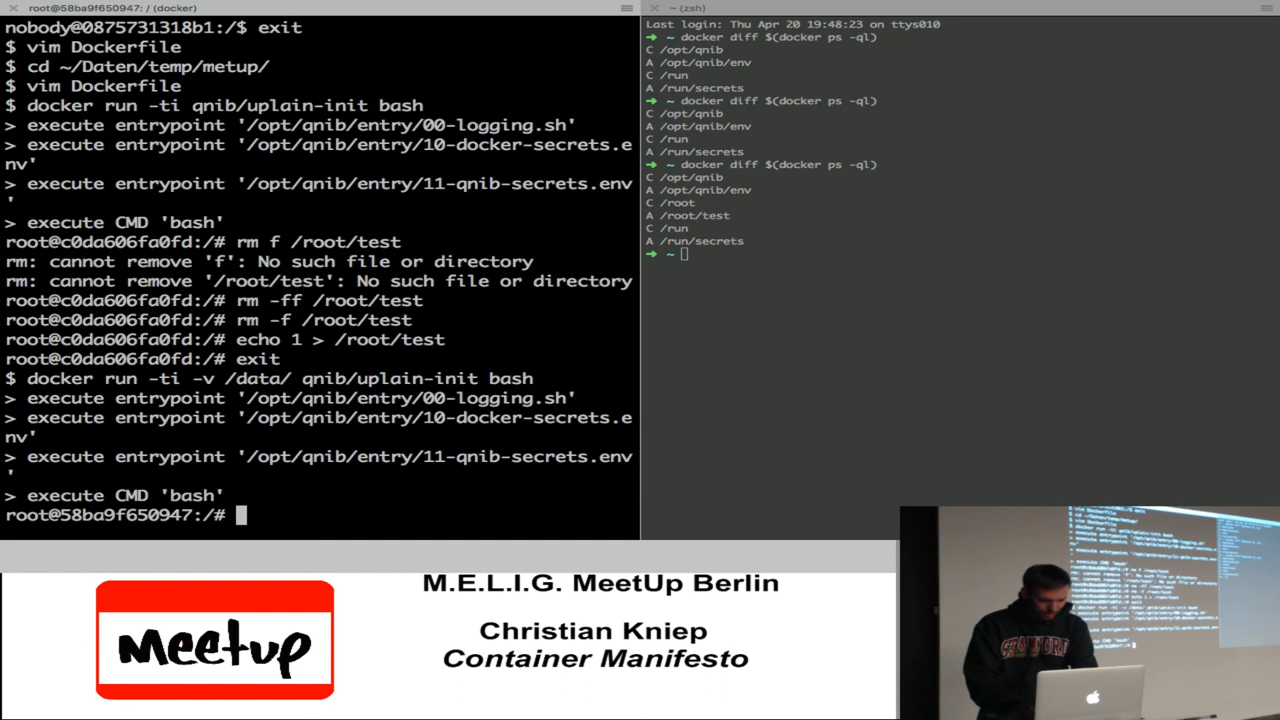 root@58ba9f650947: / (docker)
nobody@0875731318b1:/$ exit
$ vim Dockerfile
$ cd ~/Daten/temp/metup/
$ vim Dockerfile
$ docker run -ti qnib/uplain-init bash
> execute entrypoint '/opt/qnib/entry/00-logging.sh'
> execute entrypoint '/opt/qnib/entry/10-docker-secrets.e
nv'
> execute entrypoint '/opt/qnib/entry/11-qnib-secrets.env
'
> execute CMD 'bash'
root@c0da606fa0fd:/# rm f /root/test
rm: cannot remove 'f': No such file or directory
rm: cannot remove '/root/test': No such file or directory
root@c0da606fa0fd:/# rm -ff /root/test
root@c0da606fa0fd:/# rm -f /root/test
root@c0da606fa0fd:/# echo 1 > /root/test
root@c0da606fa0fd:/# exit
$ docker run -ti -v /data/ qnib/uplain-init bash
> execute entrypoint '/opt/qnib/entry/00-logging.sh'
> execute entrypoint '/opt/qnib/entry/10-docker-secrets.e
nv'
> execute entrypoint '/opt/qnib/entry/11-qnib-secrets.env
'
> execute CMD 'bash'
root@58ba9f650947:/#
~ (zsh)
Last login: Thu Apr 20 19:48:23 on ttys010
➜ ~ docker diff $(docker ps -ql)
C /opt/qnib
A /opt/qnib/env
C /run
A /run/secrets
➜ ~ docker diff $(docker ps -ql)
C /opt/qnib
A /opt/qnib/env
C /run
A /run/secrets
➜ ~ docker diff $(docker ps -ql)
C /opt/qnib
A /opt/qnib/env
C /root
A /root/test
C /run
A /run/secrets
➜ ~
Meetup
M.E.L.I.G. MeetUp Berlin
Christian Kniep
Container Manifesto
STANFORD